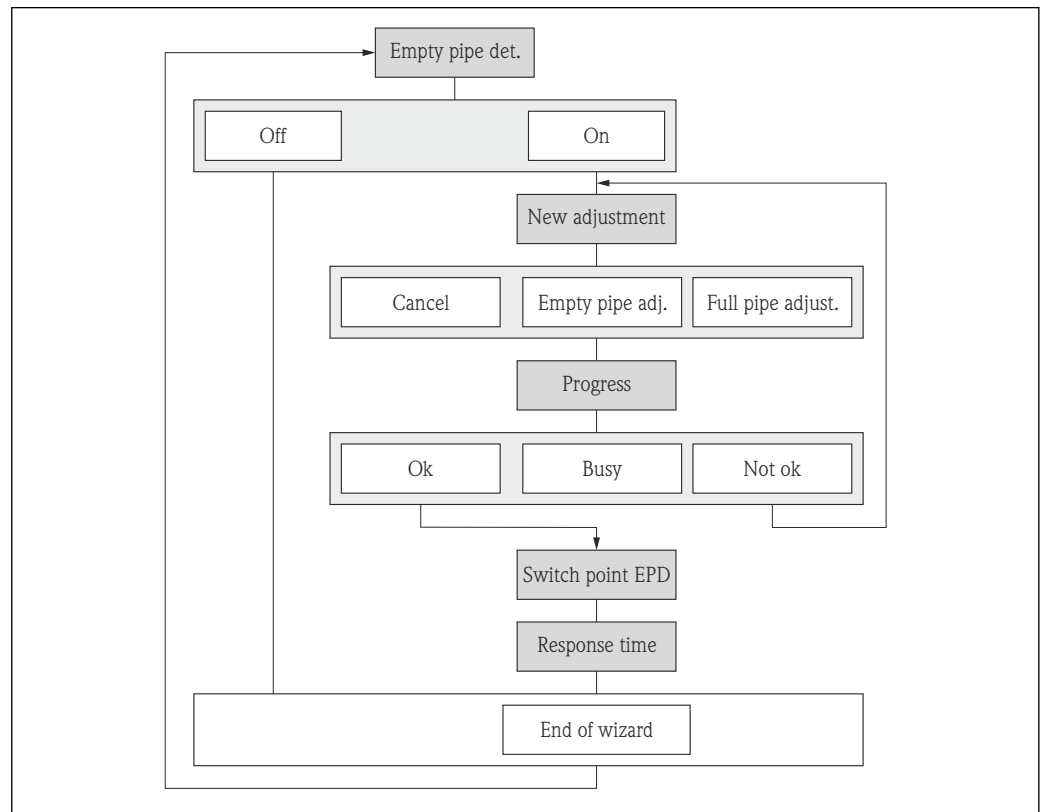 Empty pipe det.
Off
On
New adjustment
Cancel
Empty pipe adj.
Full pipe adjust.
Progress
Ok
Busy
Not ok
Switch point EPD
Response time
End of wizard